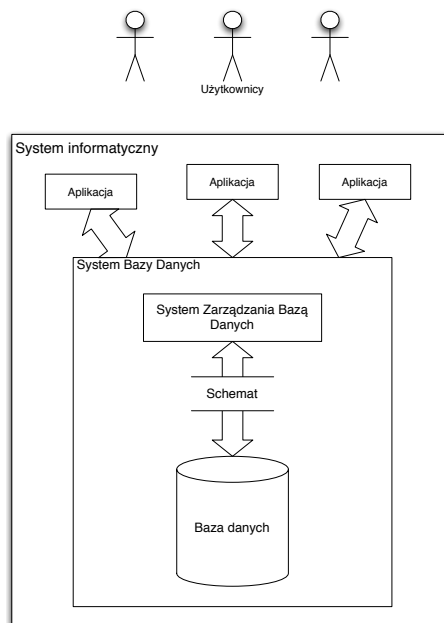 Użytkownicy
System informatyczny
Aplikacja
Aplikacja
Aplikacja
System Bazy Danych
System Zarządzania Bazą
Danych
Schemat
Baza danych